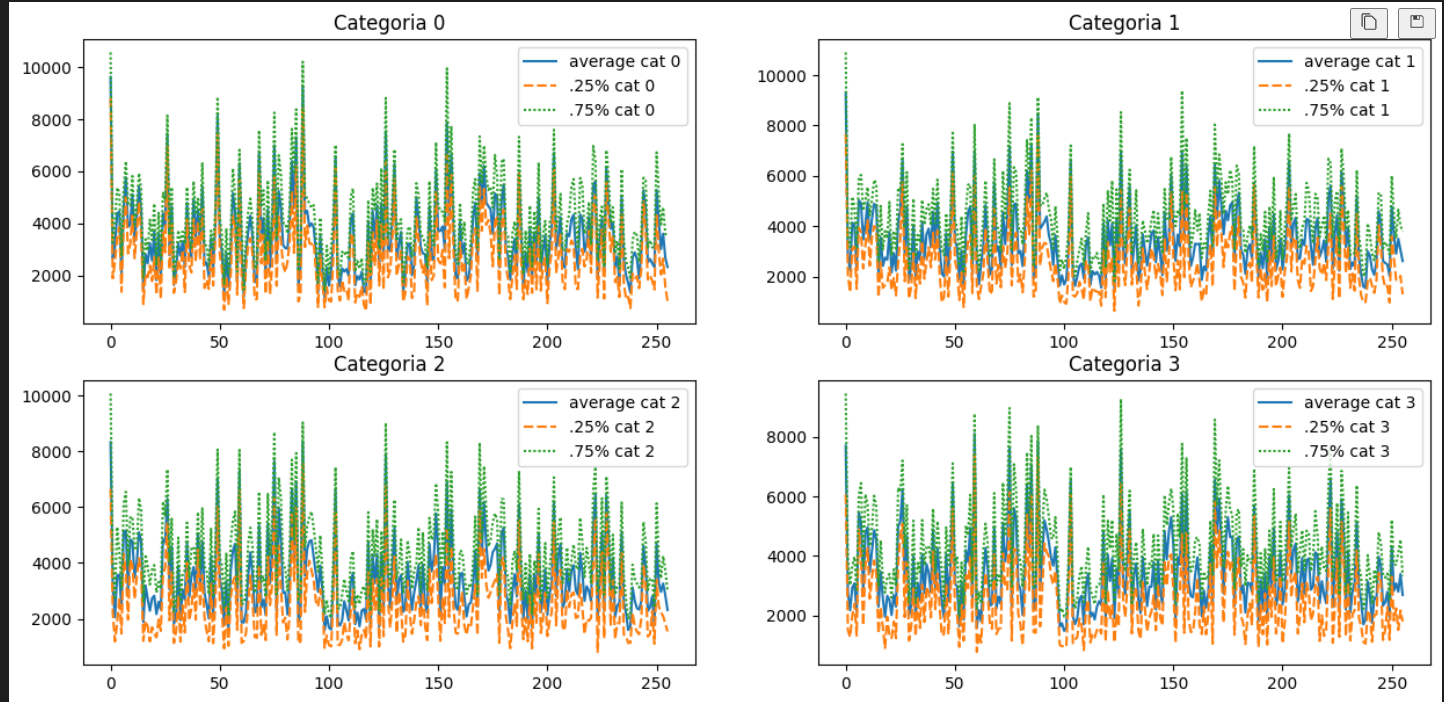 Categoria 0
10000
8000
6000
4000
2000
0 50 100 150 200 250
average cat 0
.25% cat 0
.75% cat 0
Categoria 1
10000
8000
6000
4000
2000
0 50 100 150 200 250
average cat 1
.25% cat 1
.75% cat 1
Categoria 2
10000
8000
6000
4000
2000
0 50 100 150 200 250
average cat 2
.25% cat 2
.75% cat 2
Categoria 3
8000
6000
4000
2000
0 50 100 150 200 250
average cat 3
.25% cat 3
.75% cat 3